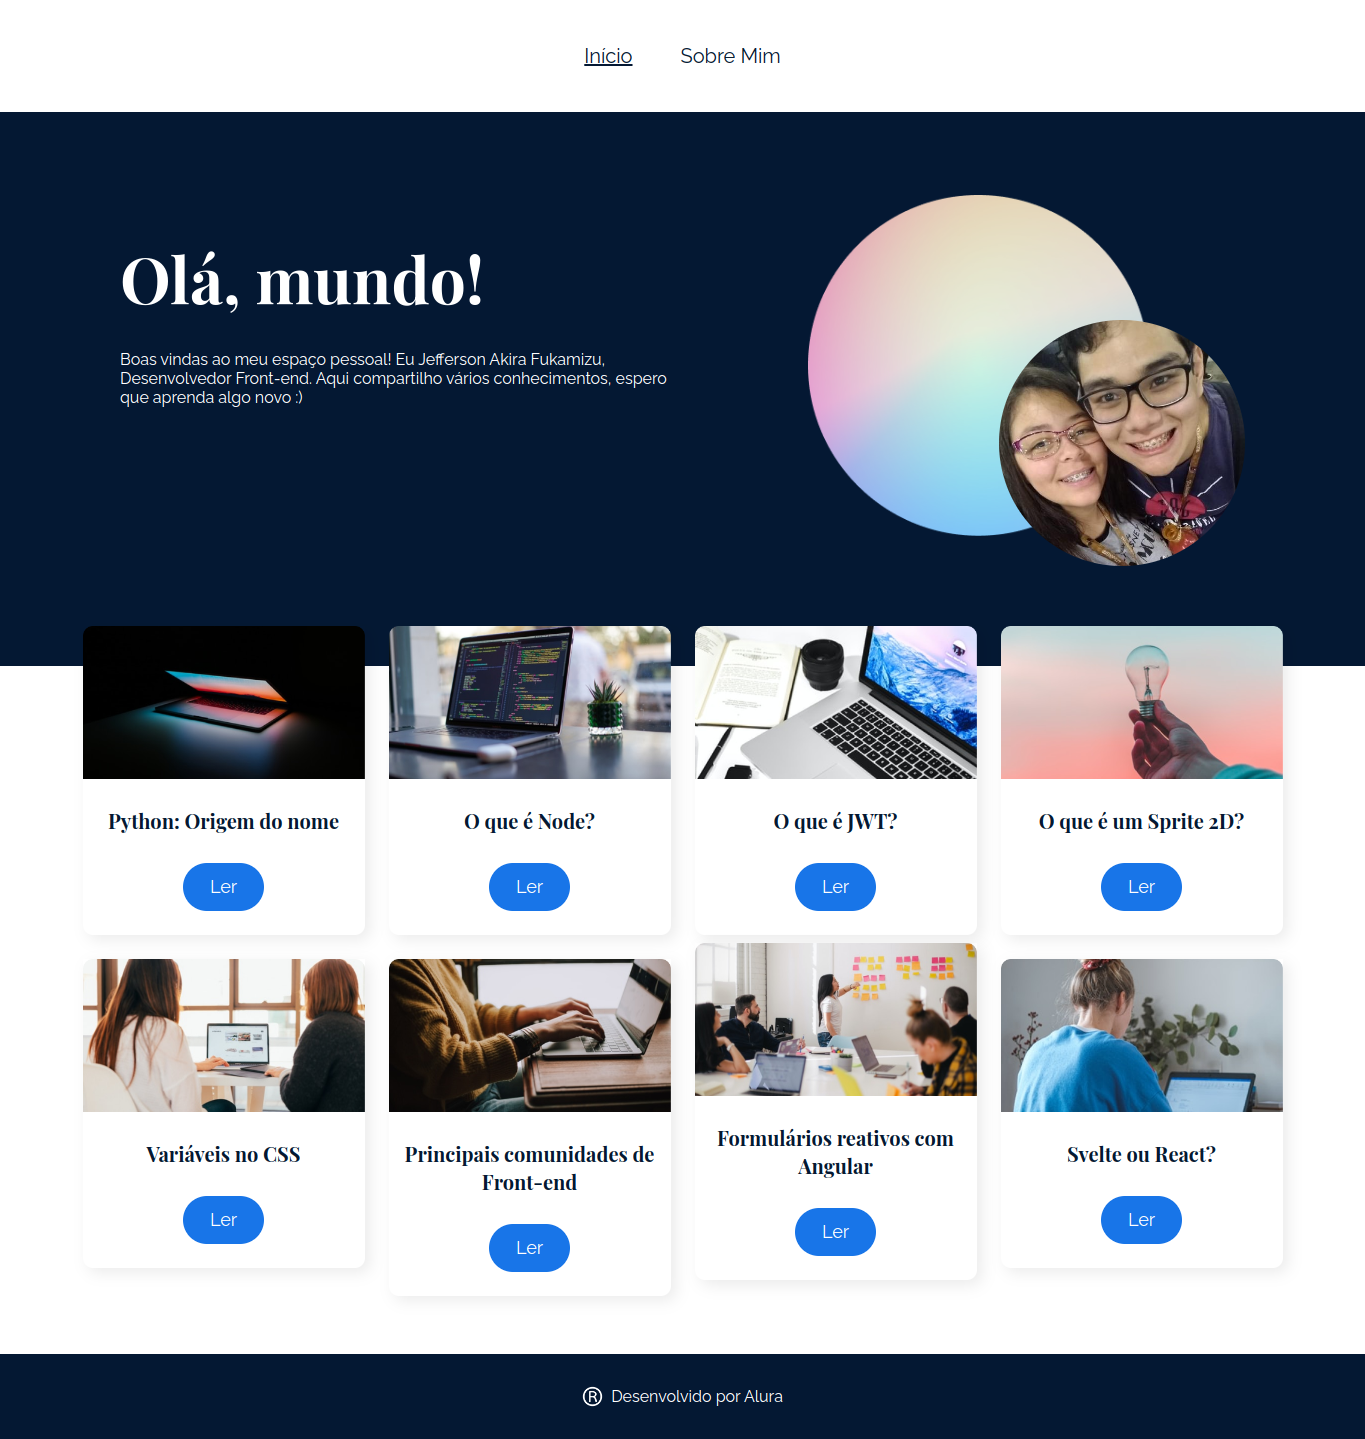 Início Sobre Mim
Olá, mundo!
Boas vindas ao meu espaço pessoal! Eu Jefferson Akira Fukamizu,
Desenvolvedor Front-end. Aqui compartilho vários conhecimentos, espero
que aprenda algo novo :)
Python: Origem do nome
Ler
O que é Node?
Ler
O que é JWT?
Ler
O que é um Sprite 2D?
Ler
Variáveis no CSS
Ler
Principais comunidades de
Front-end
Ler
Formulários reativos com
Angular
Ler
Svelte ou React?
Ler
® Desenvolvido por Alura